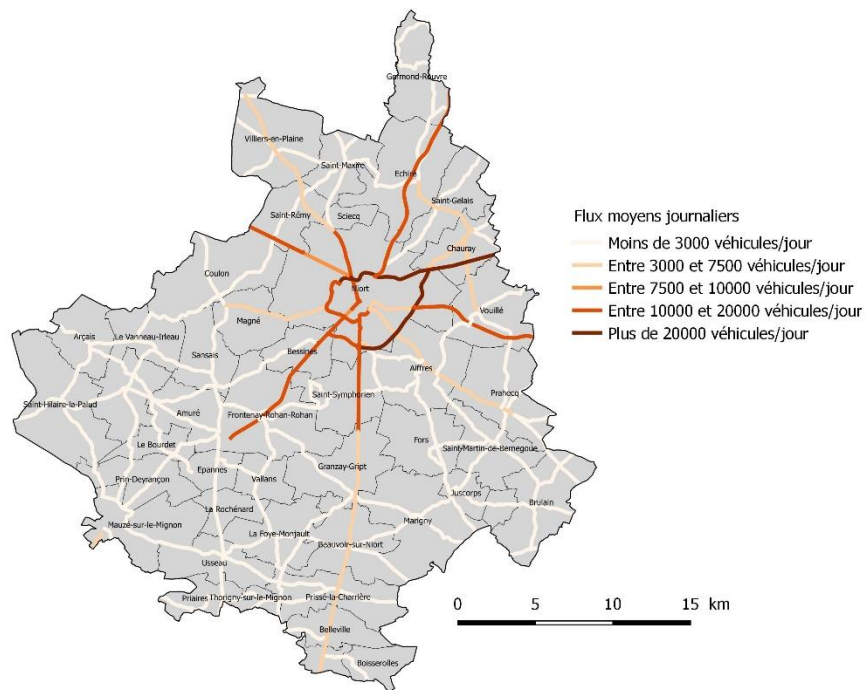 Germond-Rouvre
Villiers-en-Plaine
Saint-Maxire
Echiré
Saint-Gelais
Saint-Rémy
Sciecq
Chauray
Coulon
Niort
Vouillé
Magné
Arçais
Le Vanneau-Irleau
Sansais
Bessines
Aiffres
Saint-Symphorien
Prahecq
Saint-Hilaire-la-Palud
Amuré
Frontenay-Rohan-Rohan
Le Bourdet
Fors
Saint-Martin-de-Bernegoue
Epannes
Granzay-Gript
Prin-Deyrançon
Vallans
Juscorps
Brulain
La Rochénard
Mauzé-sur-le-Mignon
Marigny
La Foye-Monjault
Beauvoir-sur-Niort
Usseau
Priaires
Thorigny-sur-le-Mignon
Prissé-la-Charrière
Belleville
Boisserolles
Flux moyens journaliers
Moins de 3000 véhicules/jour
Entre 3000 et 7500 véhicules/jour
Entre 7500 et 10000 véhicules/jour
Entre 10000 et 20000 véhicules/jour
Plus de 20000 véhicules/jour
0 5 10 15 km